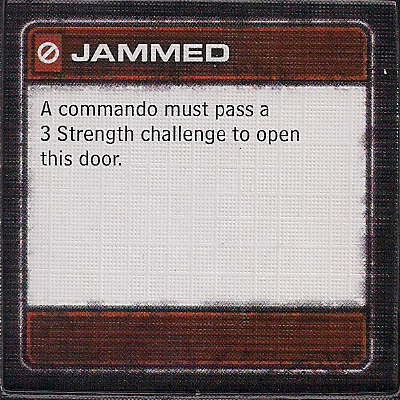 JAMMED
A commando must pass a
3 Strength challenge to open
this door.